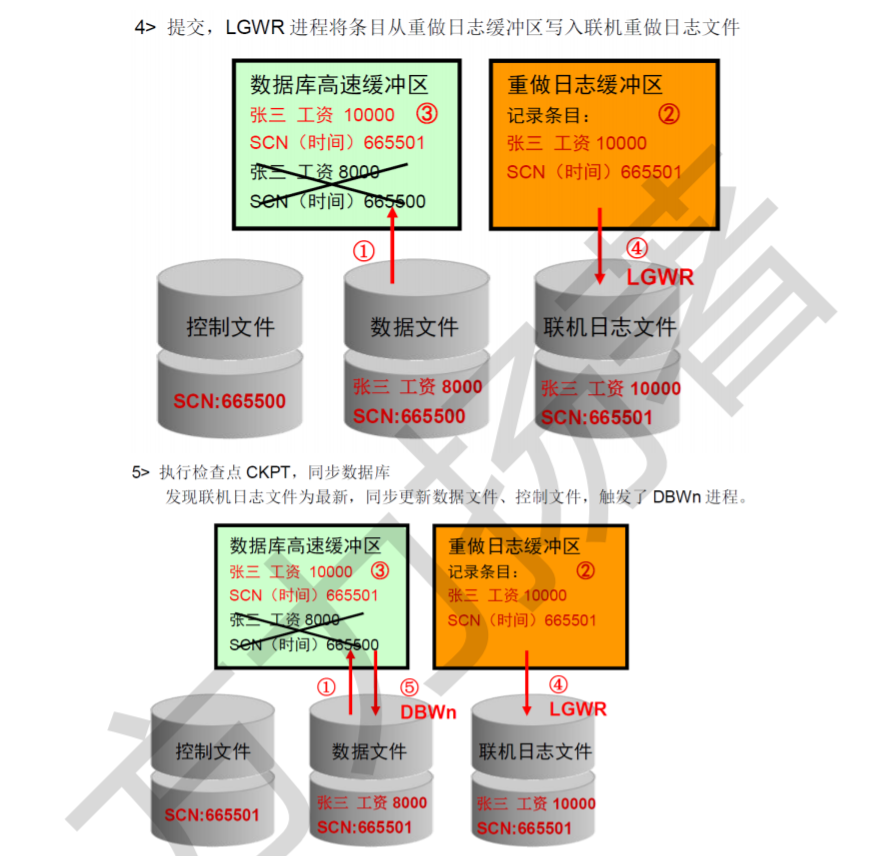 4> 提交，LGWR 进程将条目从重做日志缓冲区写入联机重做日志文件
数据库高速缓冲区
张三 工资 10000 ③
SCN（时间）665501
张三 工资 8000
SCN（时间）665500
重做日志缓冲区
记录条目： ②
张三 工资 10000
SCN（时间）665501
①
④
LGWR
控制文件
SCN:665500
数据文件
张三 工资 8000
SCN:665500
联机日志文件
张三 工资 10000
SCN:665501
5> 执行检查点 CKPT，同步数据库
发现联机日志文件为最新，同步更新数据文件、控制文件，触发了 DBWn 进程。
数据库高速缓冲区
张三 工资 10000 ③
SCN（时间）665501
张三 工资 8000
SCN（时间）665500
重做日志缓冲区
记录条目： ②
张三 工资 10000
SCN（时间）665501
①
⑤
DBWn
④
LGWR
控制文件
SCN:665501
数据文件
张三 工资 8000
SCN:665501
联机日志文件
张三 工资 10000
SCN:665501
方力扬著